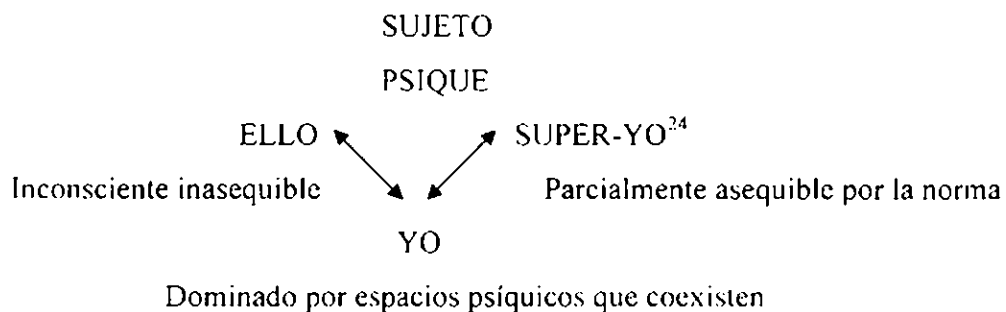 SUJETO
PSIQUE
ELLO SUPER-YO²⁴
Inconsciente inasequible Parcialmente asequible por la norma
YO
Dominado por espacios psíquicos que coexisten